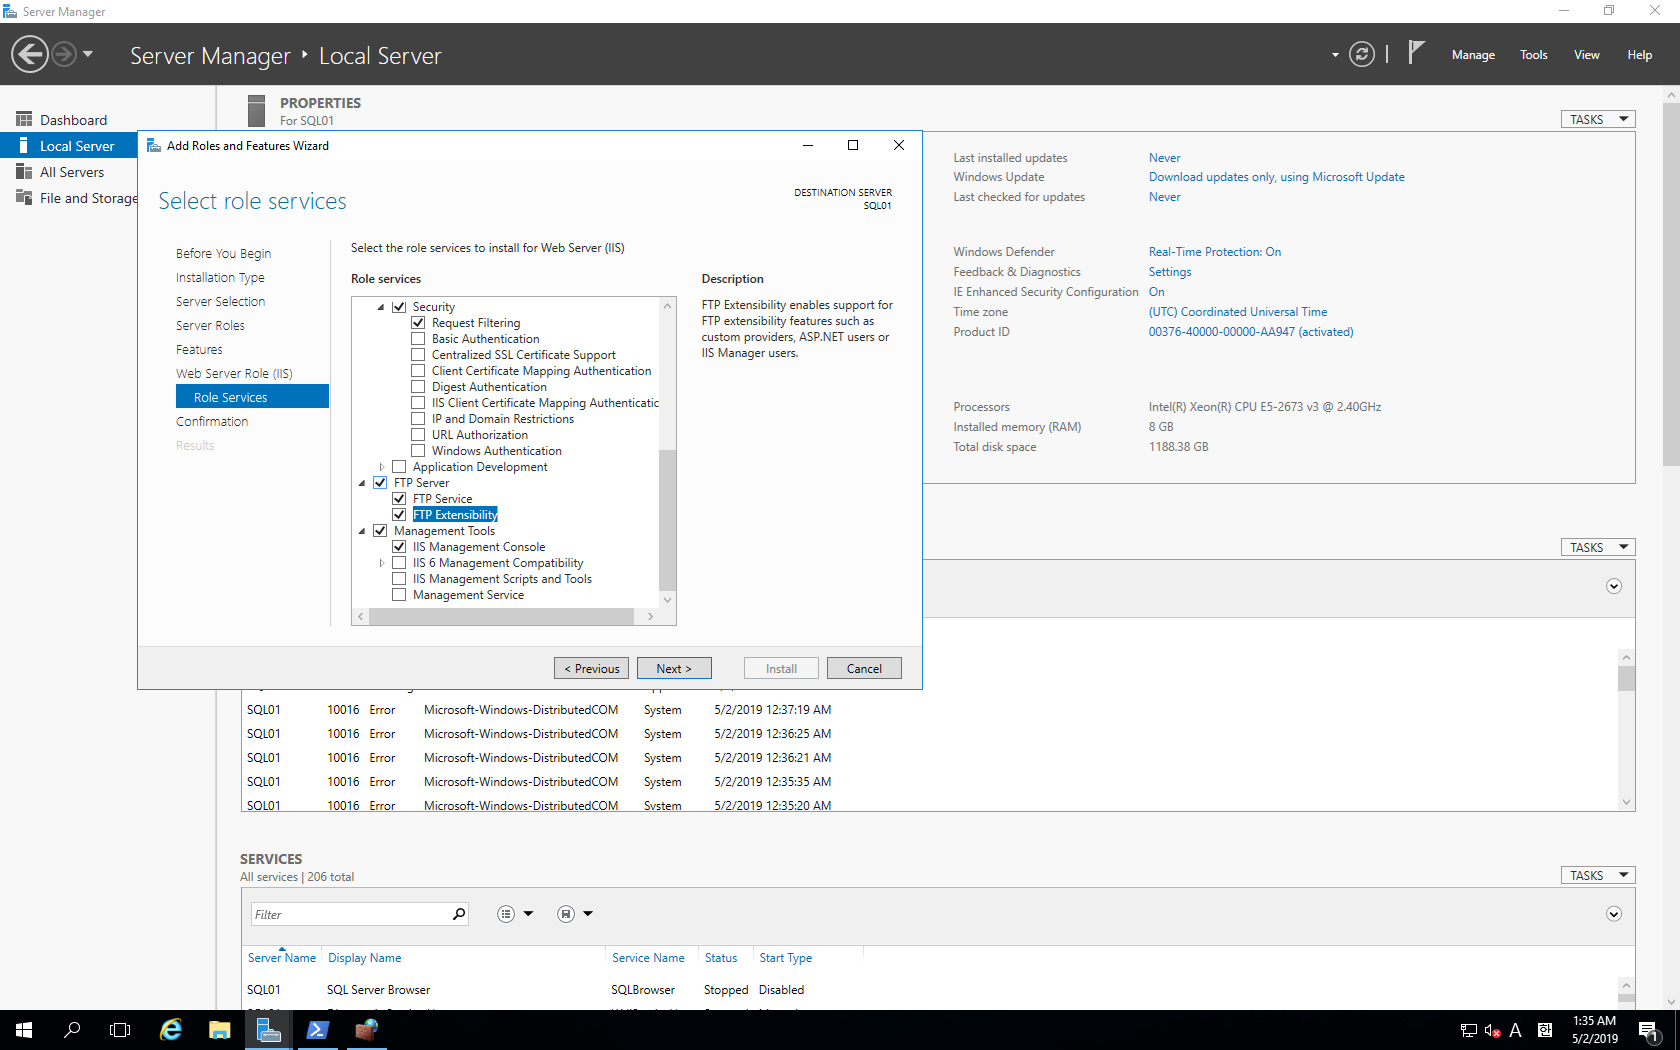 Server Manager
Server Manager ‣ Local Server
Manage
Tools
View
Help
Dashboard
Local Server
All Servers
File and Storage
PROPERTIES
For SQL01
TASKS
Last installed updates Never
Windows Update Download updates only, using Microsoft Update
Last checked for updates Never
Windows Defender Real-Time Protection: On
Feedback & Diagnostics Settings
IE Enhanced Security Configuration On
Time zone (UTC) Coordinated Universal Time
Product ID 00376-40000-00000-AA947 (activated)
Processors Intel(R) Xeon(R) CPU E5-2673 v3 @ 2.40GHz
Installed memory (RAM) 8 GB
Total disk space 1188.38 GB
Add Roles and Features Wizard
Select role services
DESTINATION SERVER
SQL01
Before You Begin
Installation Type
Server Selection
Server Roles
Features
Web Server Role (IIS)
Role Services
Confirmation
Results
Select the role services to install for Web Server (IIS)
Role services
Security
Request Filtering
Basic Authentication
Centralized SSL Certificate Support
Client Certificate Mapping Authentication
Digest Authentication
IIS Client Certificate Mapping Authenticatic
IP and Domain Restrictions
URL Authorization
Windows Authentication
Application Development
FTP Server
FTP Service
FTP Extensibility
Management Tools
IIS Management Console
IIS 6 Management Compatibility
IIS Management Scripts and Tools
Management Service
Description
FTP Extensibility enables support for
FTP extensibility features such as
custom providers, ASP.NET users or
IIS Manager users.
< Previous
Next >
Install
Cancel
TASKS
SQL01 10016 Error Microsoft-Windows-DistributedCOM System 5/2/2019 12:37:19 AM
SQL01 10016 Error Microsoft-Windows-DistributedCOM System 5/2/2019 12:36:25 AM
SQL01 10016 Error Microsoft-Windows-DistributedCOM System 5/2/2019 12:36:21 AM
SQL01 10016 Error Microsoft-Windows-DistributedCOM System 5/2/2019 12:35:35 AM
SQL01 10016 Error Microsoft-Windows-DistributedCOM System 5/2/2019 12:35:20 AM
SERVICES
All services | 206 total
TASKS
Filter
Server Name Display Name Service Name Status Start Type
SQL01 SQL Server Browser SQLBrowser Stopped Disabled
A
1:35 AM
5/2/2019
1